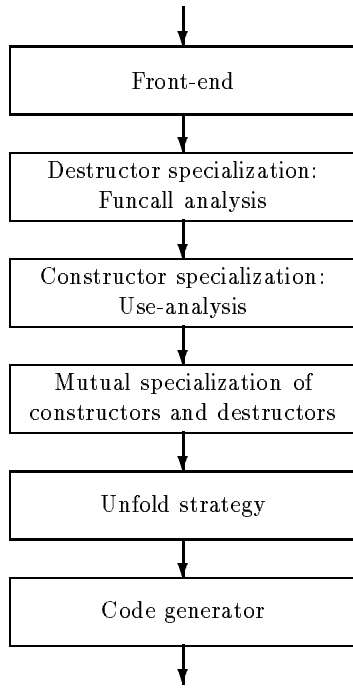 Front-end
Destructor specialization:
Funcall analysis
Constructor specialization:
Use-analysis
Mutual specialization of
constructors and destructors
Unfold strategy
Code generator